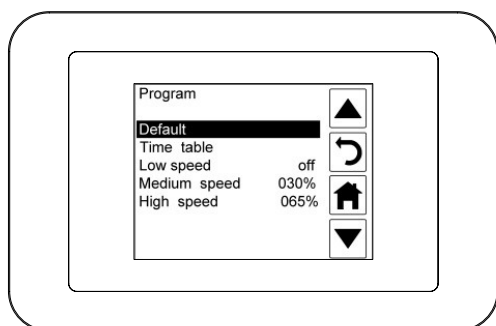 Program
Default
Time table
Low speed off
Medium speed 030%
High speed 065%